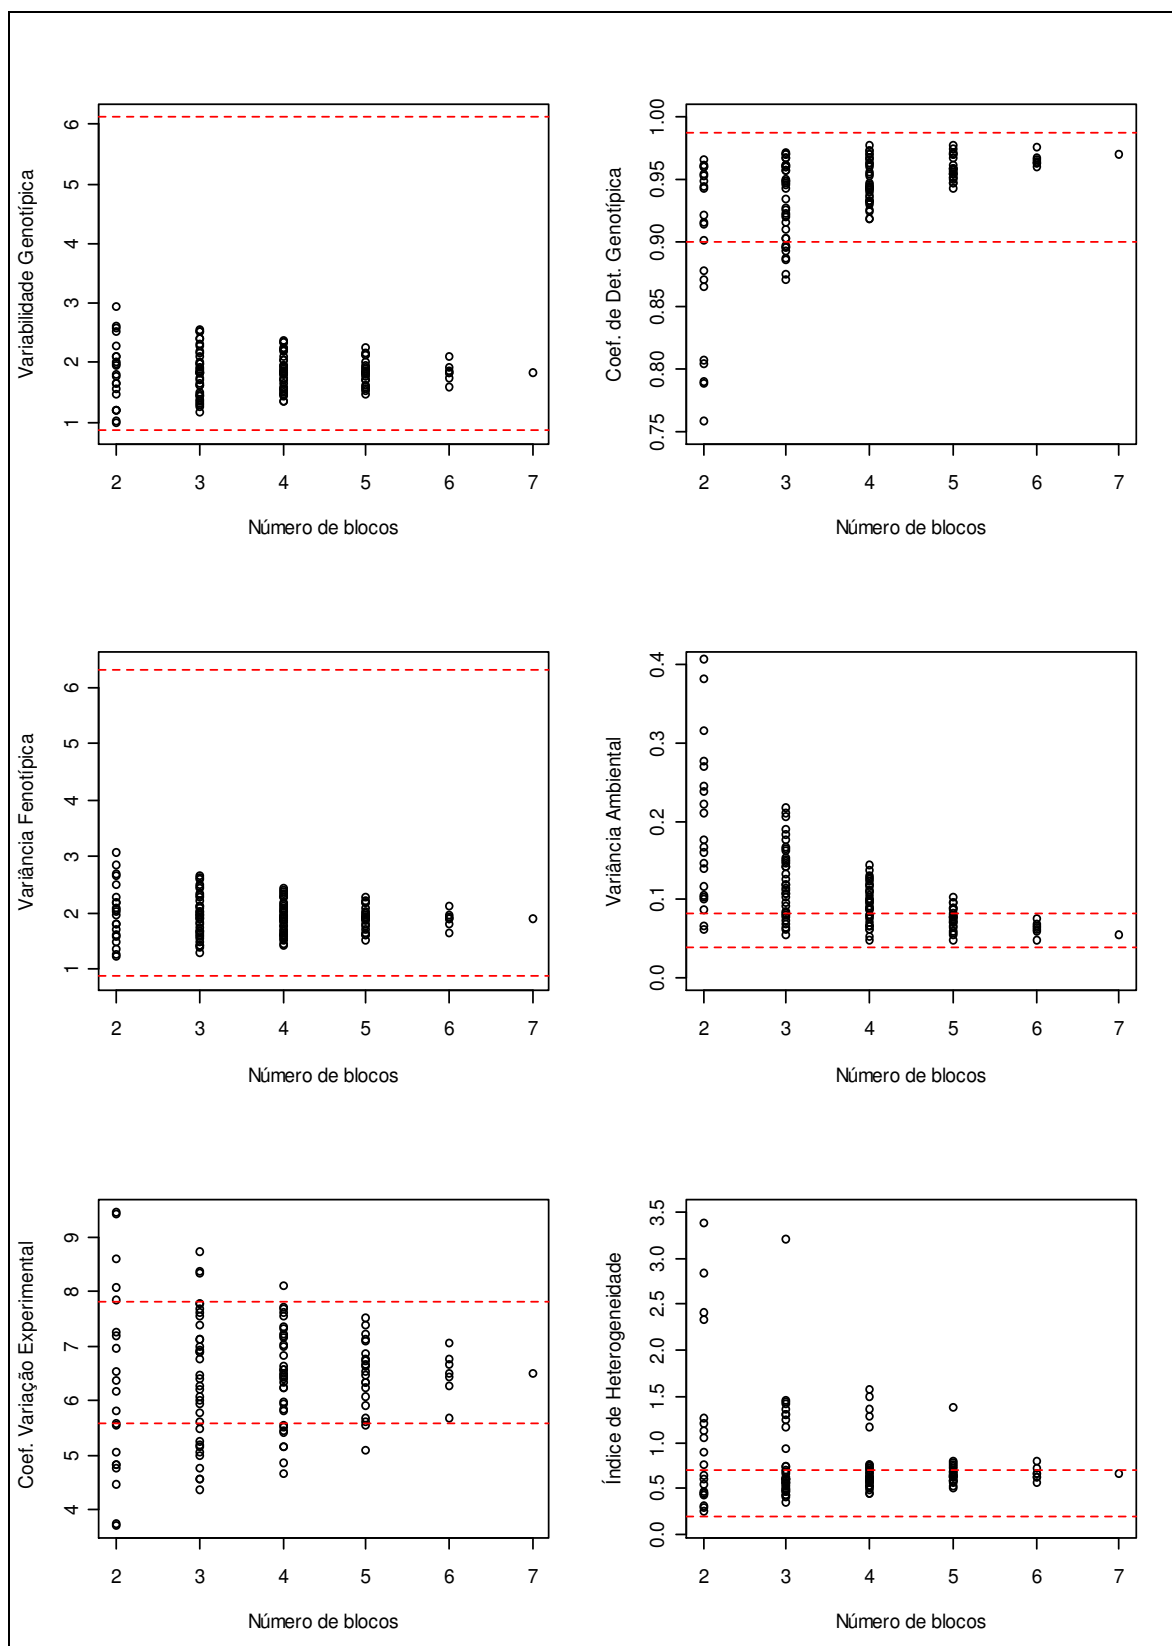 Variabilidade Genotípica
6
5
4
3
2
1
2 3 4 5 6 7
Número de blocos
Coef. de Det. Genotípica
1.00
0.95
0.90
0.85
0.80
0.75
2 3 4 5 6 7
Número de blocos
Variância Fenotípica
6
5
4
3
2
1
2 3 4 5 6 7
Número de blocos
Variância Ambiental
0.4
0.3
0.2
0.1
0.0
2 3 4 5 6 7
Número de blocos
Coef. Variação Experimental
9
8
7
6
5
4
2 3 4 5 6 7
Número de blocos
Índice de Heterogeneidade
3.5
3.0
2.5
2.0
1.5
1.0
0.5
0.0
2 3 4 5 6 7
Número de blocos